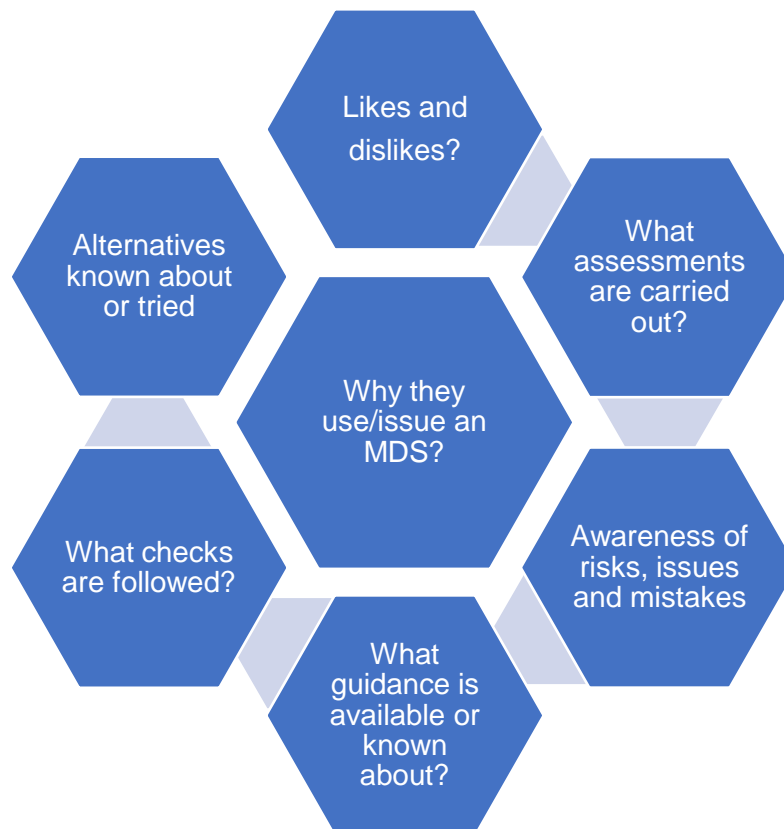 Likes and
dislikes?
What
assessments
are carried
out?
Awareness of
risks, issues
and mistakes
What
guidance is
available or
known
about?
What checks
are followed?
Alternatives
known about
or tried
Why they
use/issue an
MDS?